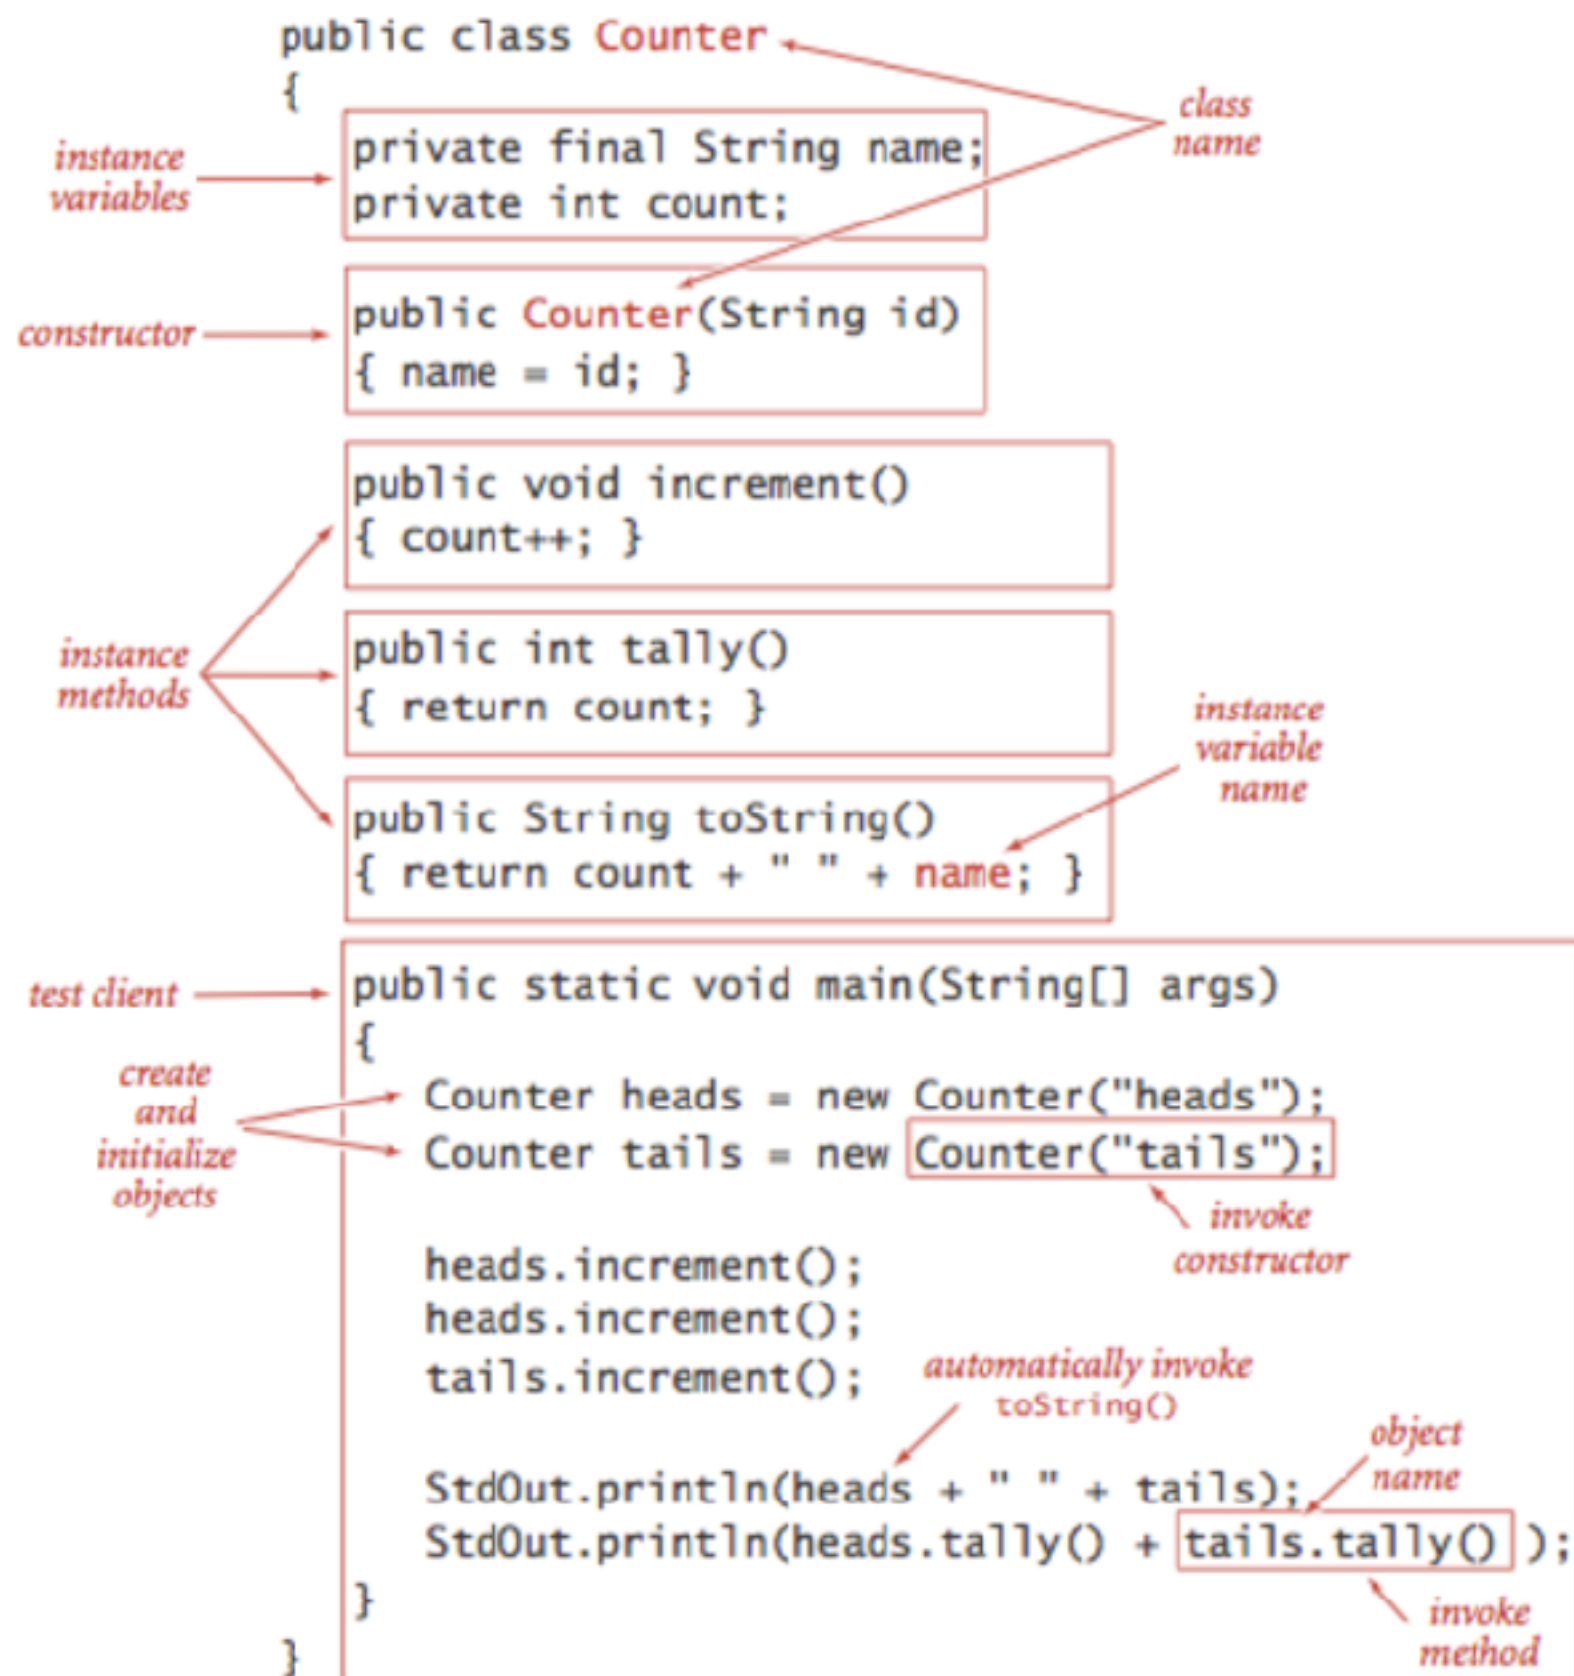 public class Counter
{
class
name
instance
variables
private final String name;
private int count;
constructor
public Counter(String id)
{ name = id; }
public void increment()
{ count++; }
instance
methods
public int tally()
{ return count; }
instance
variable
name
public String toString()
{ return count + " " + name; }
test client
public static void main(String[] args)
{
create
and
initialize
objects
Counter heads = new Counter("heads");
Counter tails = new Counter("tails");
invoke
constructor
heads.increment();
heads.increment();
tails.increment();
automatically invoke
toString()
object
name
StdOut.println(heads + " " + tails);
StdOut.println(heads.tally() + tails.tally() );
}
invoke
method
}